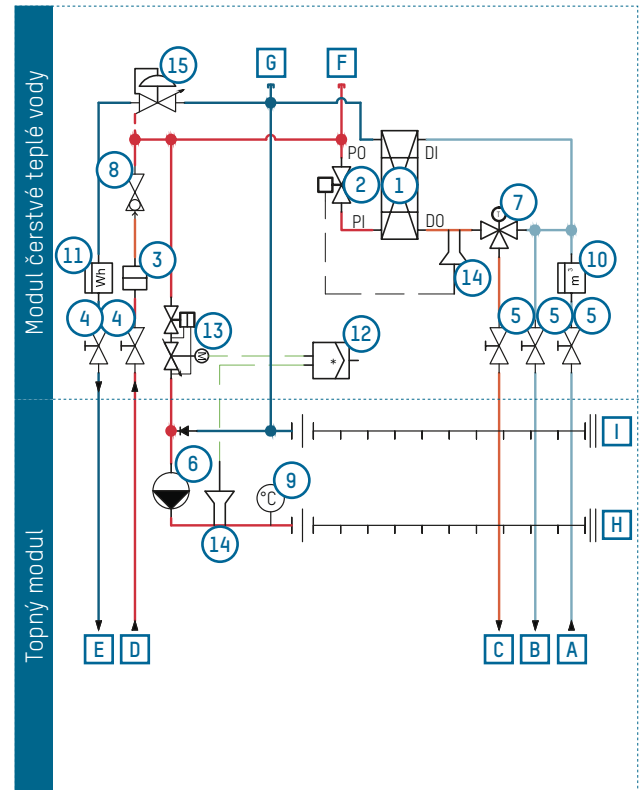 Modul čerstvé teplé vody
Topný modul
15
G
F
8
PO
DI
2
1
7
PI
DO
11
Wh
3
14
T
10
m³
4
4
13
M
12
*
5
5
5
I
6
9
°C
14
H
E
D
C
B
A